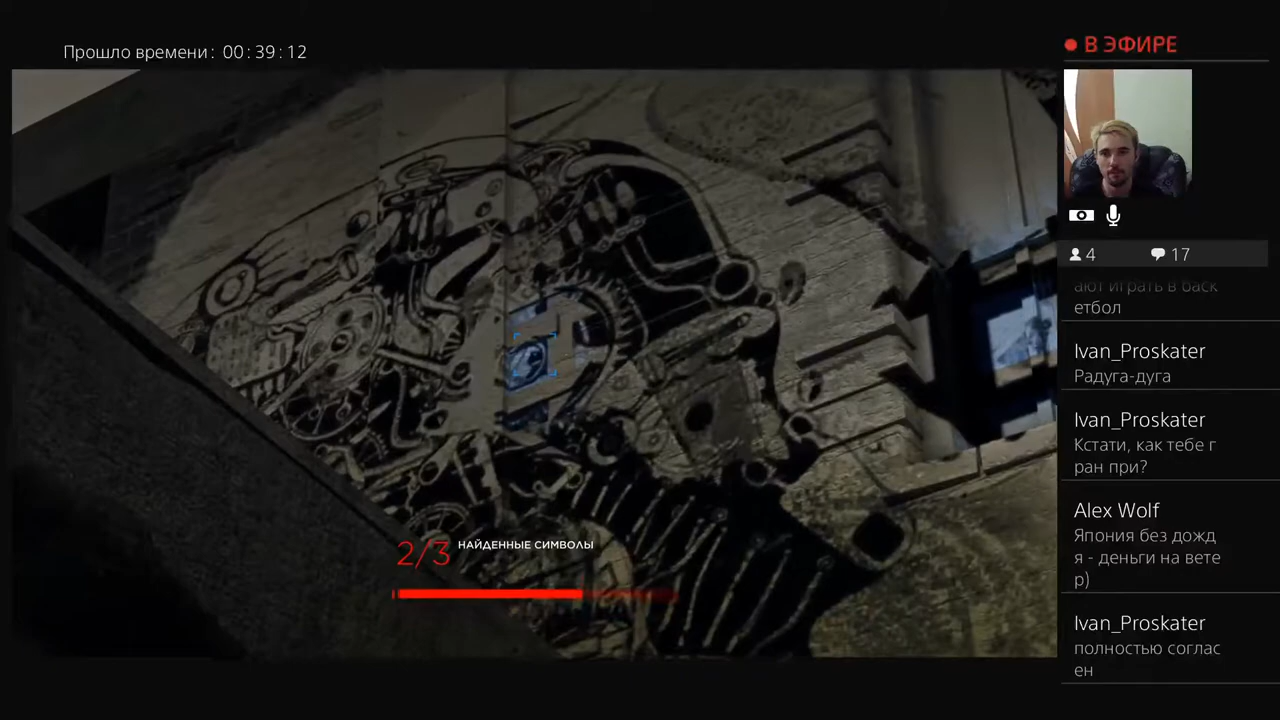 Прошло времени: 00:39:12
В ЭФИРЕ
4
17
ают играть в баск
етбол
Ivan_Proskater
Радуга-дуга
Ivan_Proskater
Кстати, как тебе г
ран при?
Alex Wolf
Япония без дожд
я - деньги на вете
р)
Ivan_Proskater
полностью соглас
ен
2/3
НАЙДЕННЫЕ СИМВОЛЫ